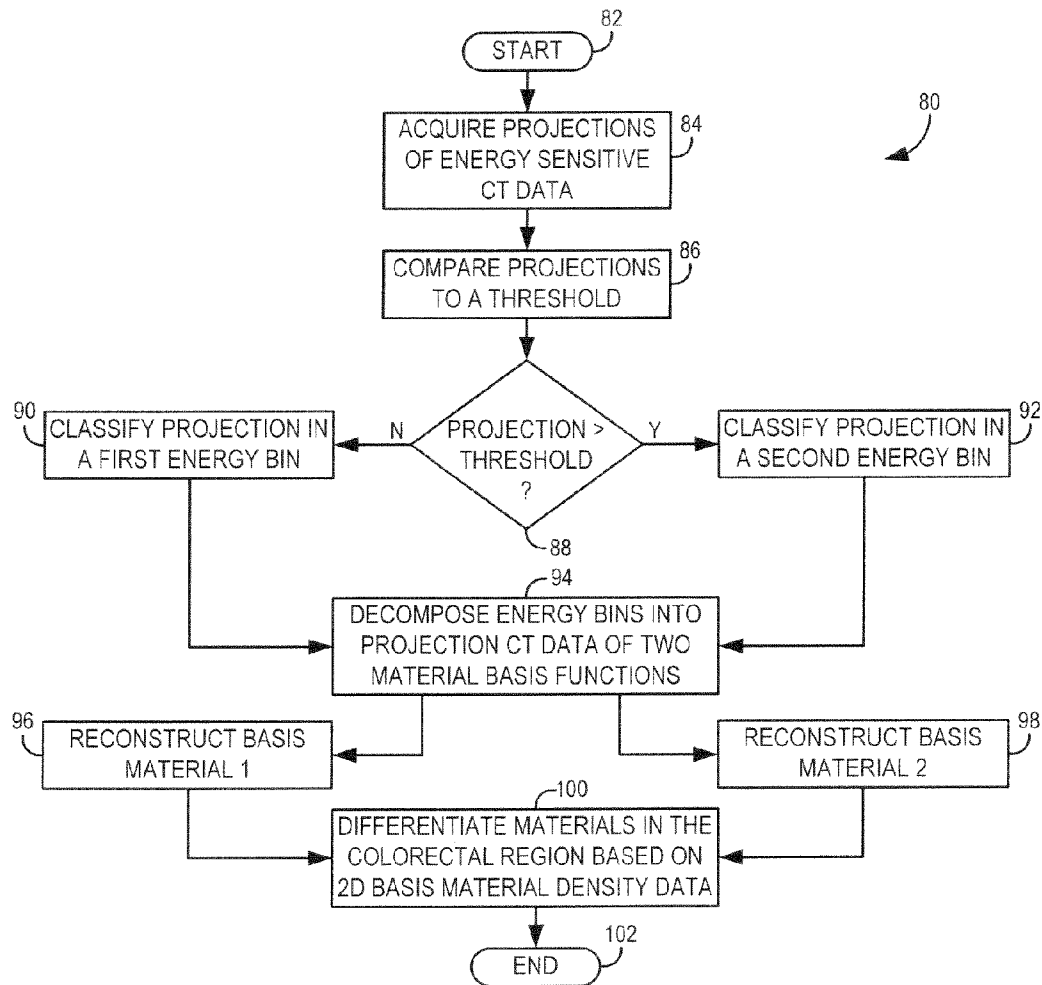 82
START
80
ACQUIRE PROJECTIONS
OF ENERGY SENSITIVE
CT DATA
84
COMPARE PROJECTIONS
TO A THRESHOLD
86
90
CLASSIFY PROJECTION IN
A FIRST ENERGY BIN
N
PROJECTION >
THRESHOLD
?
Y
CLASSIFY PROJECTION IN
A SECOND ENERGY BIN
92
88
94
DECOMPOSE ENERGY BINS INTO
PROJECTION CT DATA OF TWO
MATERIAL BASIS FUNCTIONS
96
RECONSTRUCT BASIS
MATERIAL 1
RECONSTRUCT BASIS
MATERIAL 2
98
100
DIFFERENTIATE MATERIALS IN THE
COLORECTAL REGION BASED ON
2D BASIS MATERIAL DENSITY DATA
END
102